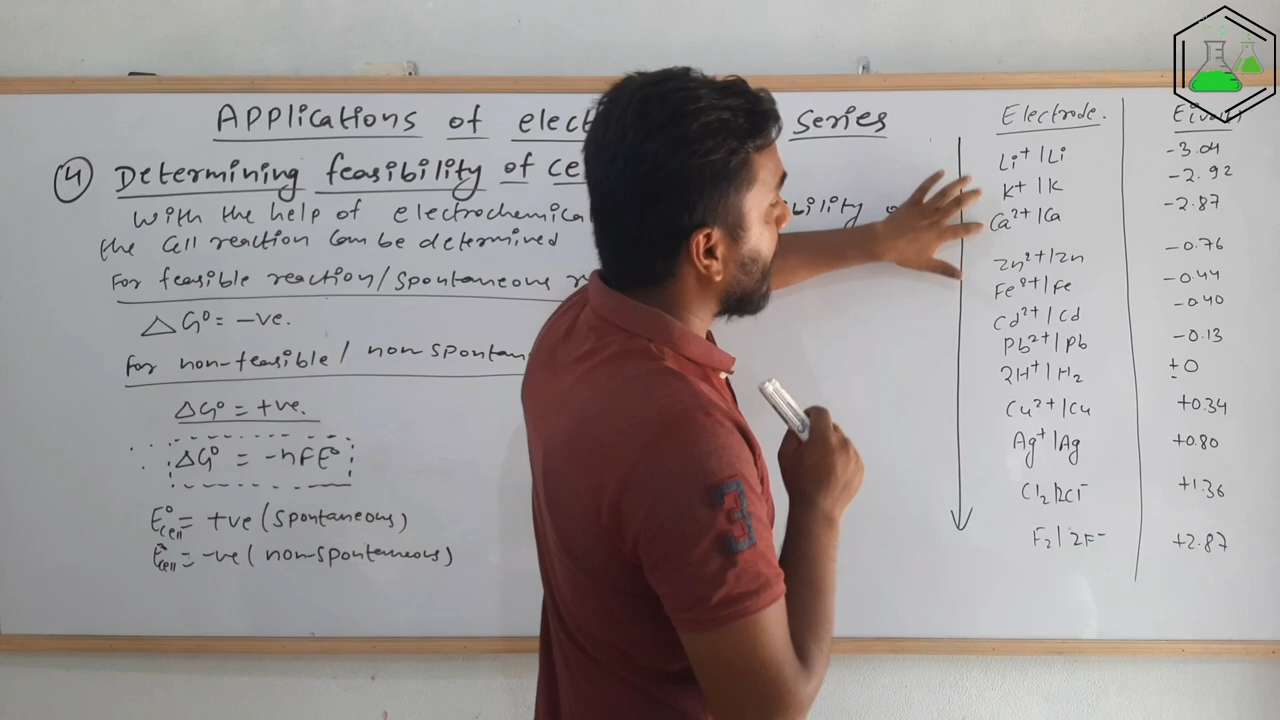 Applications of elect series
④ Determining feasibility of ce
With the help of electrochemica bility
the cell reaction can be determined
For feasible reaction/spontaneous r
△G° = -ve.
For non-feasible / non spontan
△G° = +ve.
∴ △G° = -nFE°
E°cell = +ve (spontaneous)
E°cell = -ve (non-spontaneous)
Electrode.
Li⁺|Li -3.04
K⁺|K -2.92
Ca²⁺|Ca -2.87
Zn²⁺|Zn -0.76
Fe²⁺|Fe -0.44
Cd²⁺|Cd -0.40
Pb²⁺|Pb -0.13
2H⁺|H₂ ±0
Cu²⁺|Cu +0.34
Ag⁺|Ag +0.80
Cl₂|2Cl⁻ +1.36
F₂|2F⁻ +2.87
3